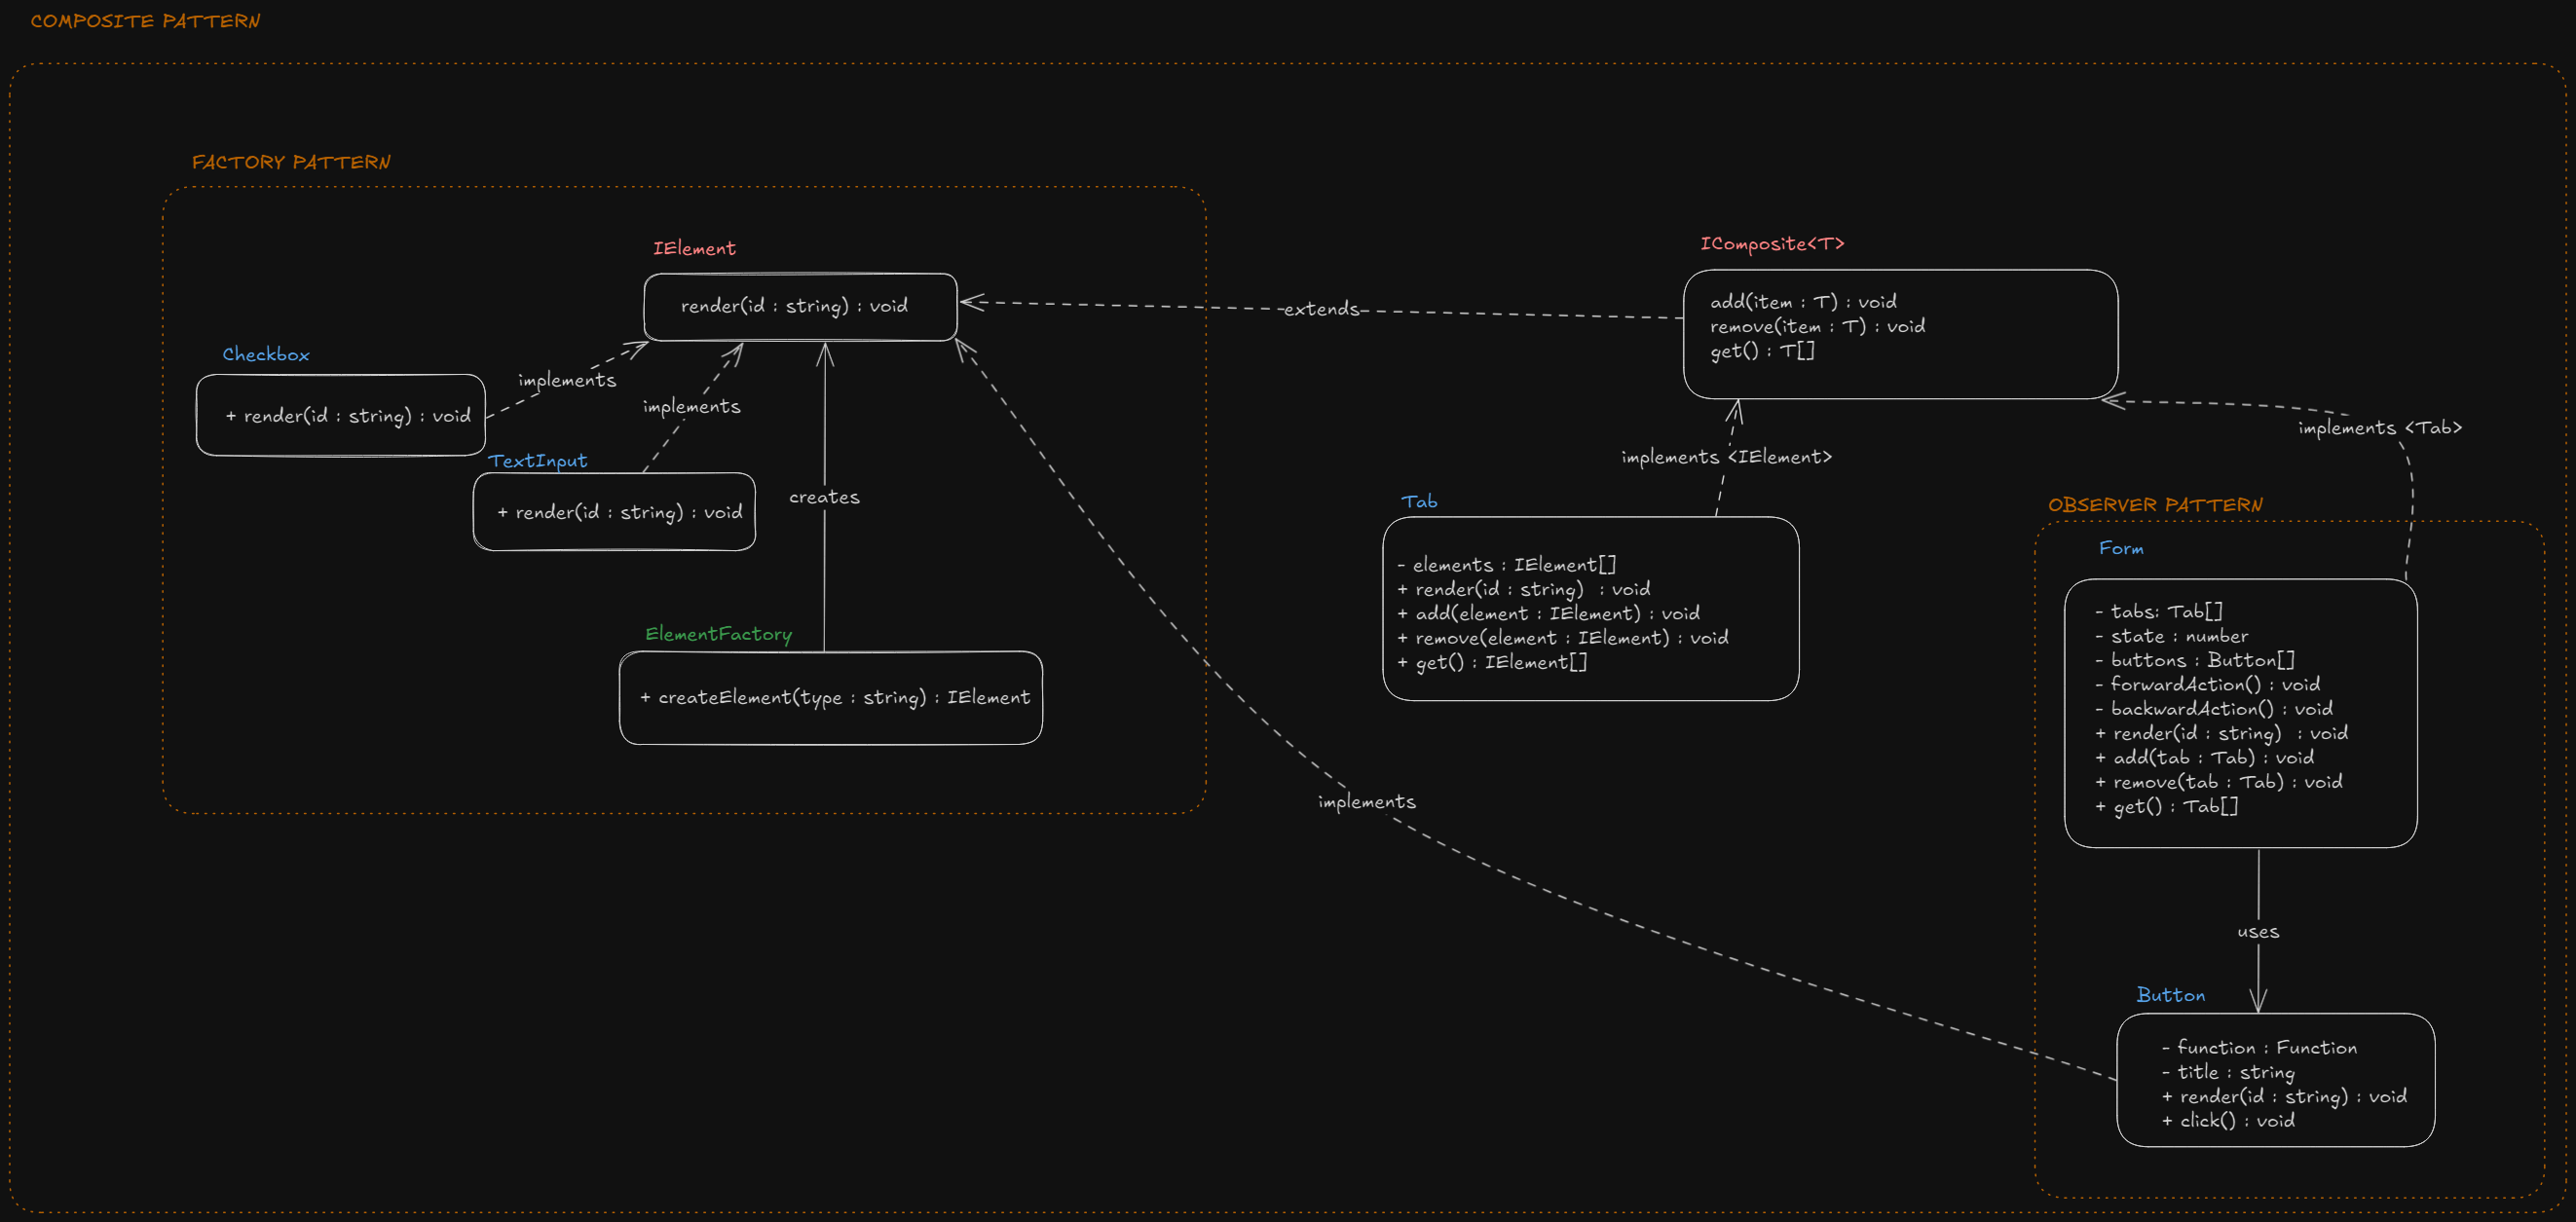 COMPOSITE PATTERN
FACTORY PATTERN
IElement
render(id : string) : void
Checkbox
+ render(id : string) : void
implements
TextInput
+ render(id : string) : void
implements
creates
ElementFactory
+ createElement(type : string) : IElement
extends
IComposite<T>
add(item : T) : void
remove(item : T) : void
get() : T[]
implements <IElement>
implements <Tab>
Tab
- elements : IElement[]
+ render(id : string) : void
+ add(element : IElement) : void
+ remove(element : IElement) : void
+ get() : IElement[]
OBSERVER PATTERN
Form
- tabs: Tab[]
- state : number
- buttons : Button[]
- forwardAction() : void
- backwardAction() : void
+ render(id : string) : void
+ add(tab : Tab) : void
+ remove(tab : Tab) : void
+ get() : Tab[]
implements
uses
Button
- function : Function
- title : string
+ render(id : string) : void
+ click() : void